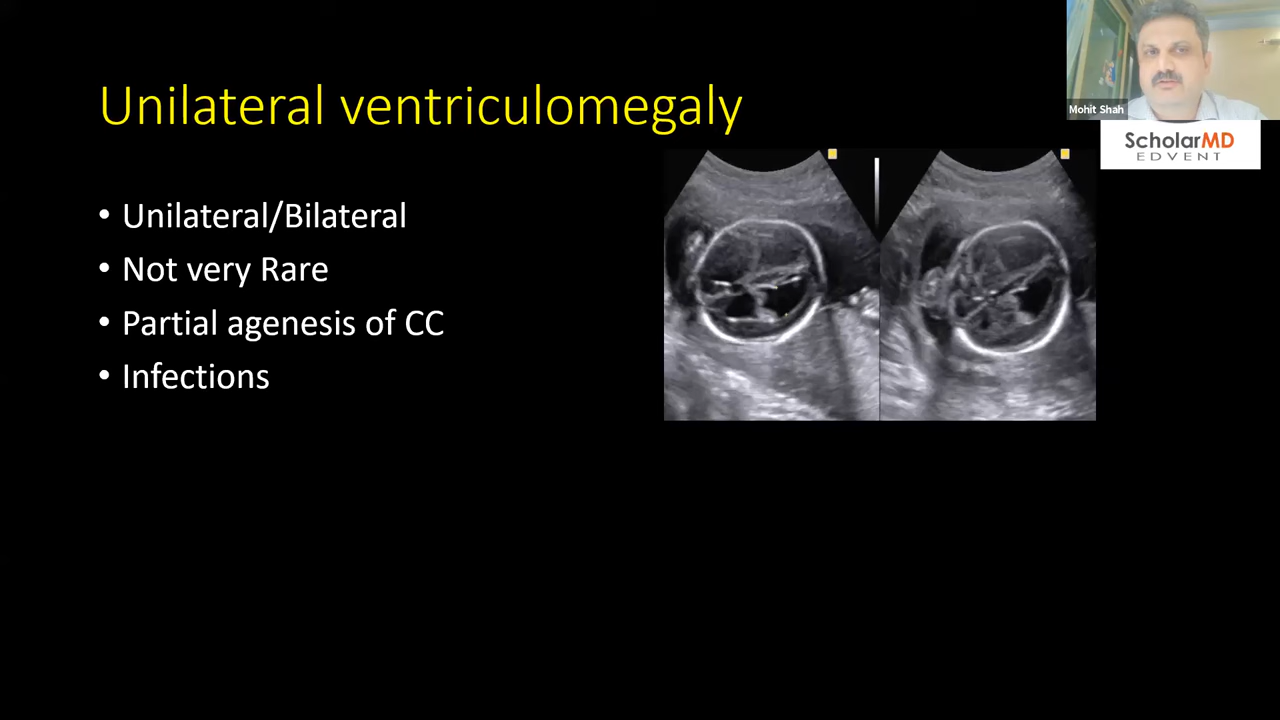 Unilateral ventriculomegaly
Mohit Shah
ScholarMD
EDVENT
• Unilateral/Bilateral
• Not very Rare
• Partial agenesis of CC
• Infections